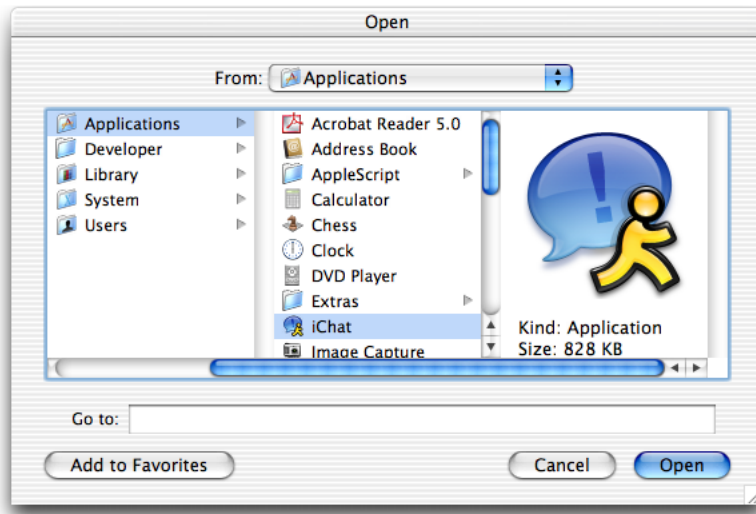 Open
From: Applications
Applications
Developer
Library
System
Users
Acrobat Reader 5.0
Address Book
AppleScript
Calculator
Chess
Clock
DVD Player
Extras
iChat
Image Capture
Kind: Application
Size: 828 KB
Go to:
Add to Favorites
Cancel
Open